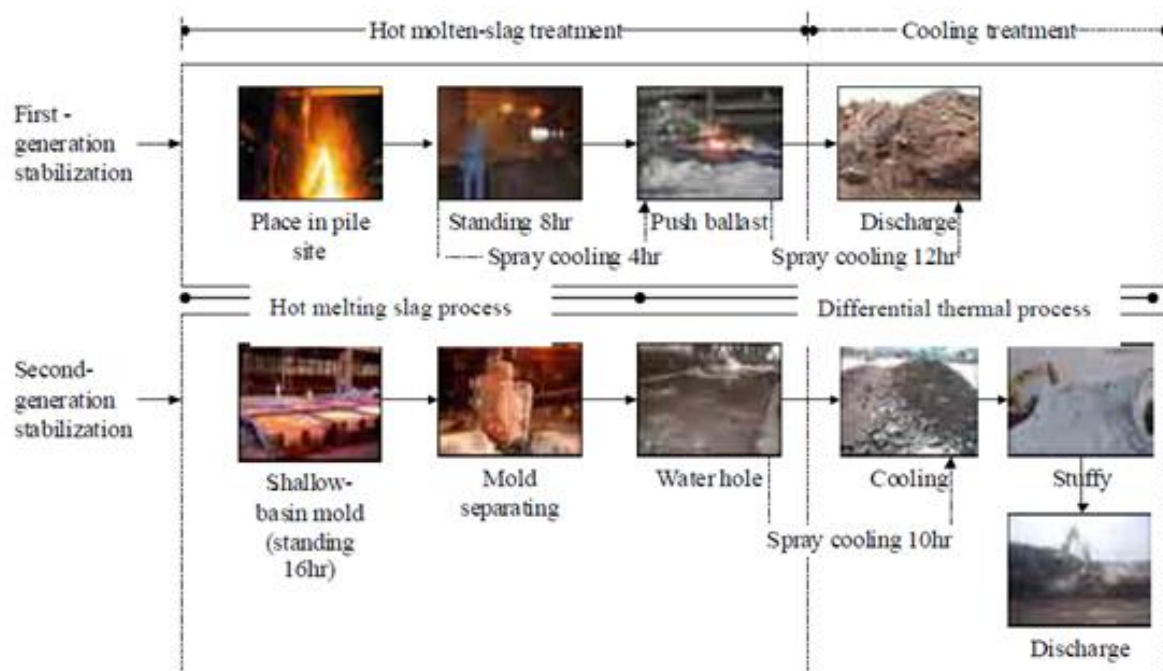 Hot molten-slag treatment
Cooling treatment
First -
generation
stabilization
Place in pile
site
Standing 8hr
Push ballast
Discharge
Spray cooling 4hr
Spray cooling 12hr
Hot melting slag process
Differential thermal process
Second-
generation
stabilization
Shallow-
basin mold
(standing
16hr)
Mold
separating
Water hole
Cooling
Stuffy
Spray cooling 10hr
Discharge